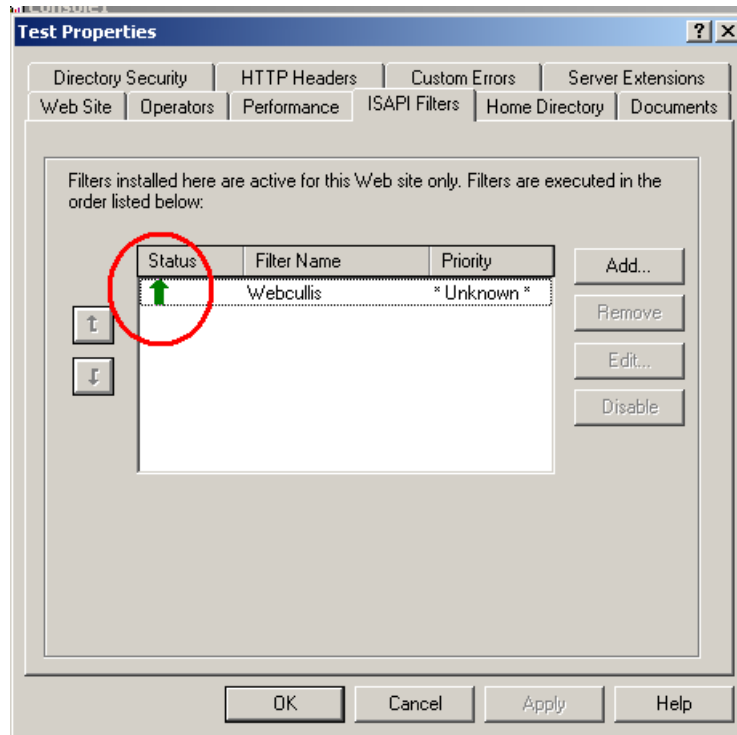 Console1
Test Properties
Directory Security HTTP Headers Custom Errors Server Extensions
Web Site Operators Performance ISAPI Filters Home Directory Documents
Filters installed here are active for this Web site only. Filters are executed in the
order listed below:
Status Filter Name Priority
Webcullis * Unknown *
Add...
Remove
Edit...
Disable
OK Cancel Apply Help